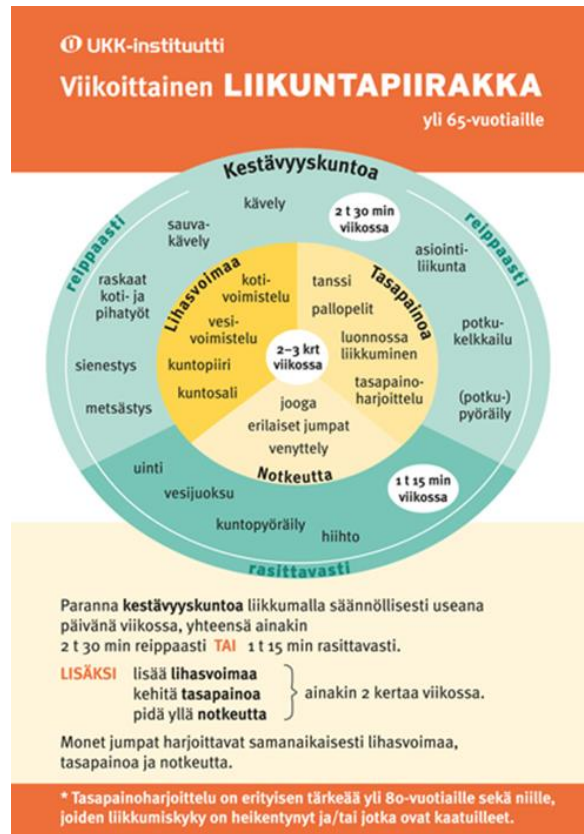 UKK-instituutti
Viikoittainen LIIKUNTAPIIRAKKA
yli 65-vuotiaille
Kestävyyskuntoa
reippaasti
reippaasti
2 t 30 min
viikossa
kävely
sauva-
kävely
raskaat
koti- ja
pihatyöt
sienestys
metsästys
asiointi-
liikunta
potku-
kelkkailu
(potku-)
pyöräily
Lihasvoimaa
koti-
voimistelu
vesi-
voimistelu
kuntopiiri
kuntosali
Tasapainoa
tanssi
pallopelit
luonnossa
liikkuminen
tasapaino-
harjoittelu
2–3 krt
viikossa
jooga
erilaiset jumpat
venyttely
Notkeutta
uinti
vesijuoksu
kuntopyöräily
hiihto
1 t 15 min
viikossa
rasittavasti
Paranna kestävyyskuntoa liikkumalla säännöllisesti useana
päivänä viikossa, yhteensä ainakin
2 t 30 min reippaasti TAI 1 t 15 min rasittavasti.
LISÄKSI lisää lihasvoimaa
kehitä tasapainoa ainakin 2 kertaa viikossa.
pidä yllä notkeutta
Monet jumpat harjoittavat samanaikaisesti lihasvoimaa,
tasapainoa ja notkeutta.
* Tasapainoharjoittelu on erityisen tärkeää yli 80-vuotiaille sekä niille,
joiden liikkumiskyky on heikentynyt ja/tai jotka ovat kaatuilleet.